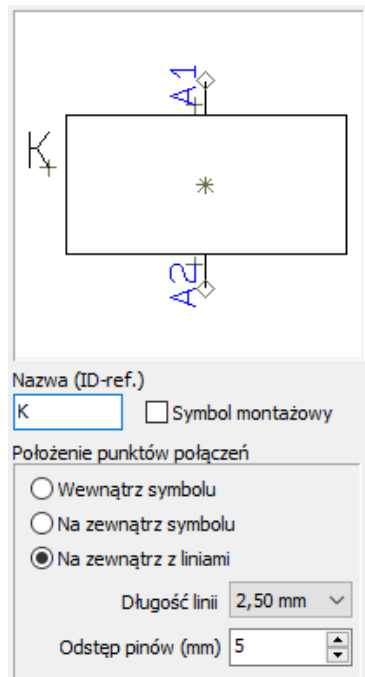 A1
K
A2
Nazwa (ID-ref.)
K
Symbol montażowy
Położenie punktów połączeń
Wewnątrz symbolu
Na zewnątrz symbolu
Na zewnątrz z liniami
Długość linii 2,50 mm
Odstęp pinów (mm) 5